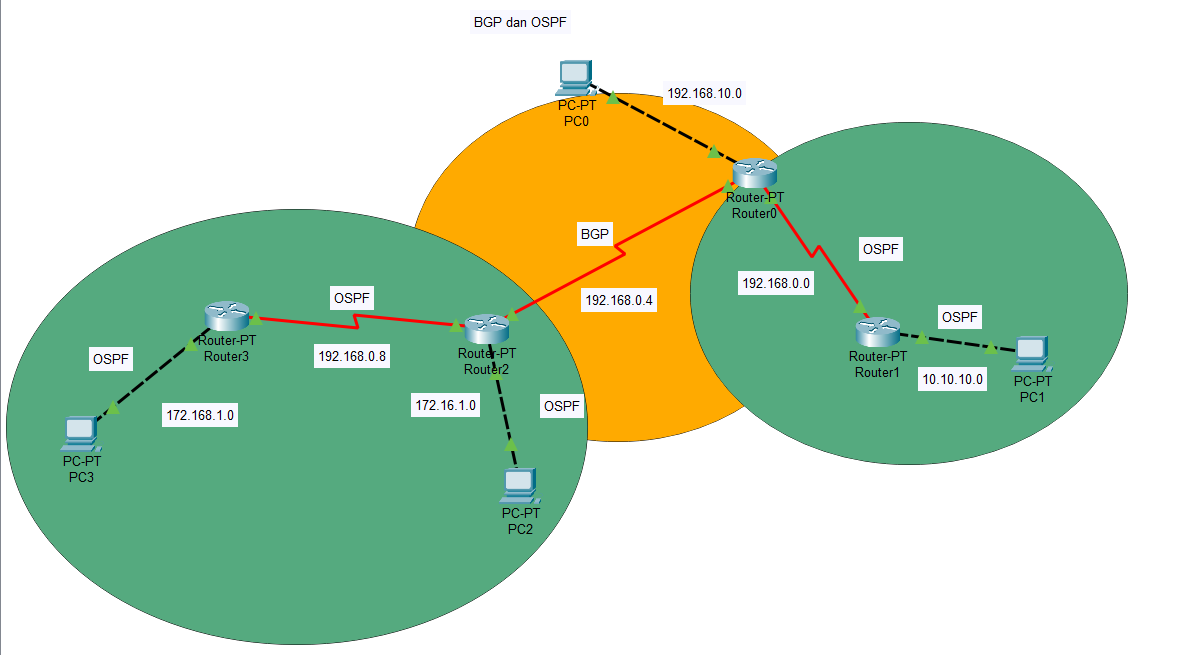 BGP dan OSPF
PC-PT
PC0
192.168.10.0
Router-PT
Router0
BGP
OSPF
192.168.0.0
192.168.0.4
OSPF
192.168.0.8
Router-PT
Router3
Router-PT
Router2
OSPF
172.168.1.0
172.16.1.0
OSPF
OSPF
Router-PT
Router1
10.10.10.0
PC-PT
PC1
PC-PT
PC3
PC-PT
PC2